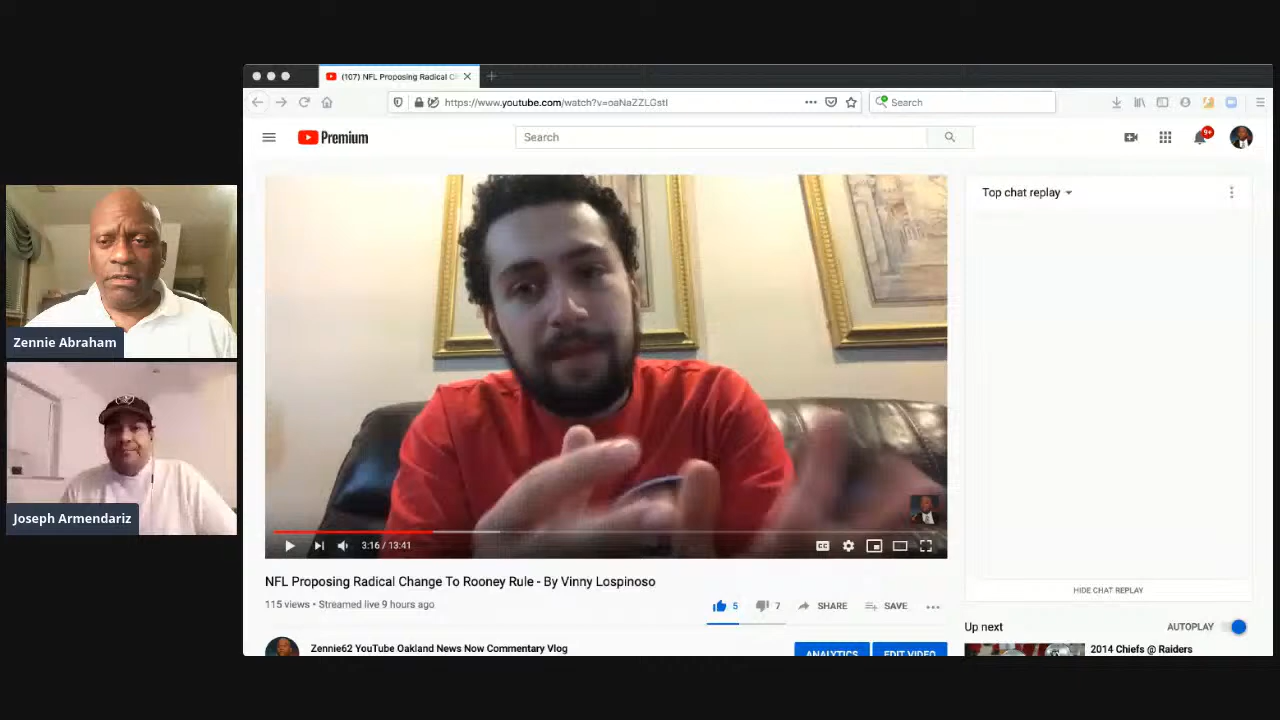 (107) NFL Proposing Radical C
https://www.youtube.com/watch?v=oaNaZZLGstI
Search
Premium
Search
9+
Zennie Abraham
Joseph Armendariz
3:16 / 13:41
CC
Top chat replay
HIDE CHAT REPLAY
NFL Proposing Radical Change To Rooney Rule - By Vinny Lospinoso
115 views • Streamed live 9 hours ago
5
7
SHARE
SAVE
Up next
AUTOPLAY
Zennie62 YouTube Oakland News Now Commentary Vlog
ANALYTICS
EDIT VIDEO
2014 Chiefs @ Raiders